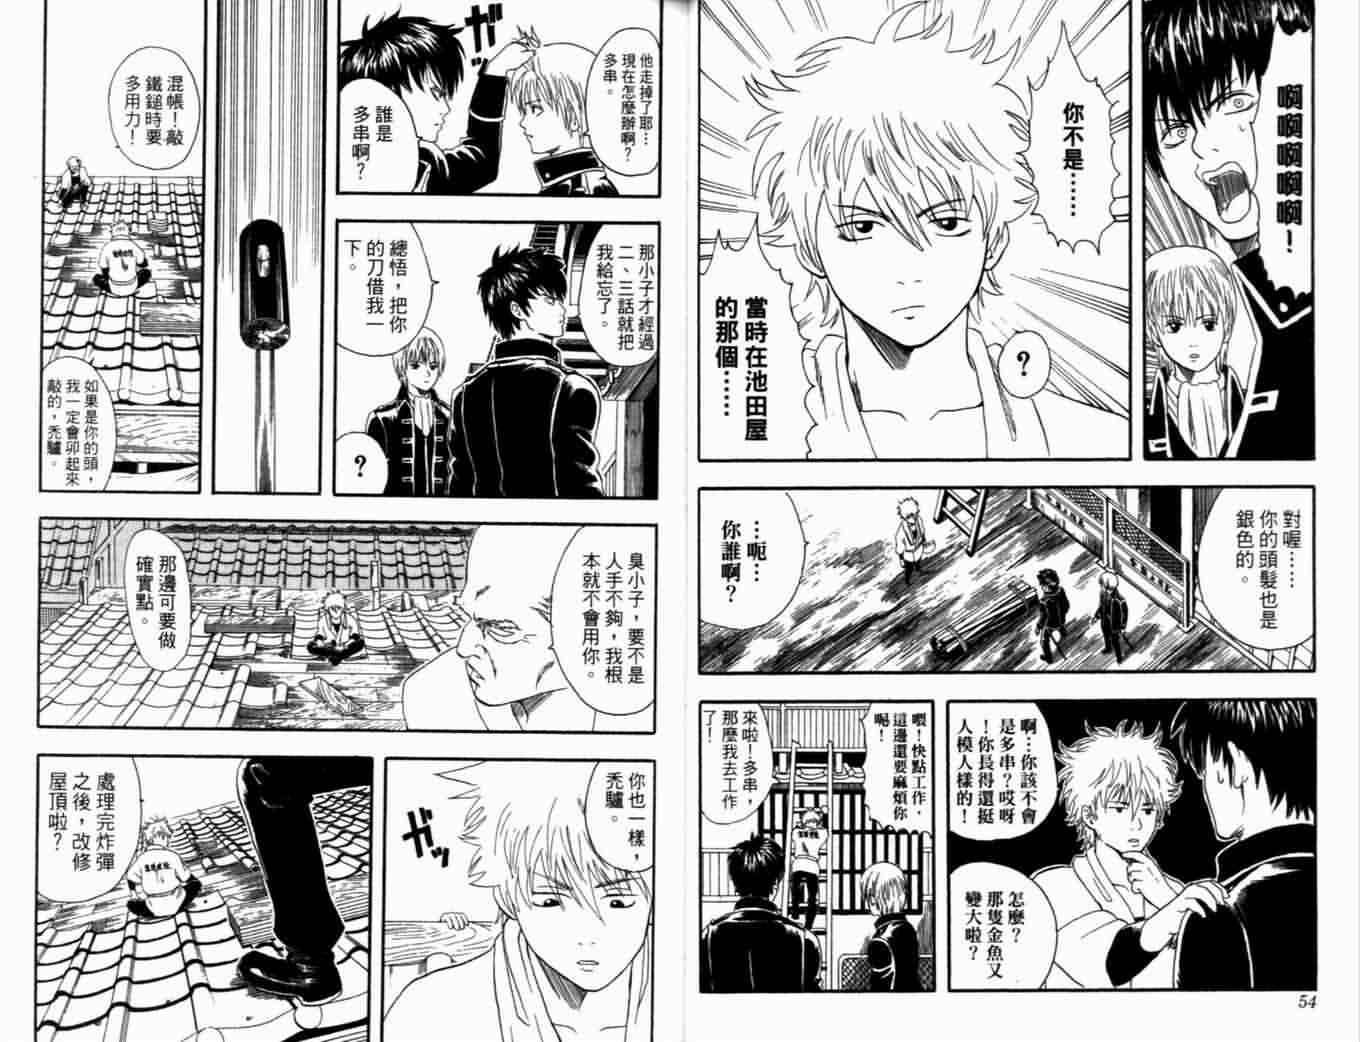 啊啊啊啊啊！
你不是……
當時在池田屋
的那個……
？
對喔……
你的頭髮也是
銀色的。
…呃…
你誰啊？
啊…你該不會
是多串？哎呀
！你長得還挺
人模人樣的！
怎麼？
那隻金魚又
變大啦？
喂！快點工作，
這邊還要麻煩你
呢！
來啦！多串，
那麼我去工作
了！
54
他走掉了耶…
現在怎麼辦啊？
多串。
ガッ
誰是
多串啊？
那小子才經過
二、三話就把
我給忘了。
總悟，把你
的刀借我一
下。
？
混帳！敲
鐵鎚時要
多用力！
如果是你的頭，
我一定會卯起來
敲的，禿驢。
臭小子，要不是
人手不夠，我根
本就不會用你。
那邊可要做
確實點。
你也一樣，
禿驢。
ガッ
處理完炸彈
之後，改修
屋頂啦？